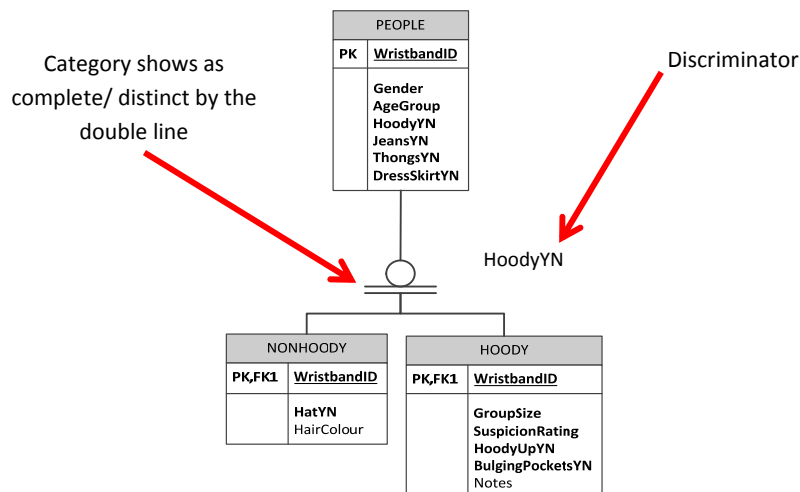 PEOPLE
PK WristbandID
Gender
AgeGroup
HoodyYN
JeansYN
ThongsYN
DressSkirtYN
Category shows as
complete/ distinct by the
double line
Discriminator
HoodyYN
NONHOODY
PK,FK1 WristbandID
HatYN
HairColour
HOODY
PK,FK1 WristbandID
GroupSize
SuspicionRating
HoodyUpYN
BulgingPocketsYN
Notes